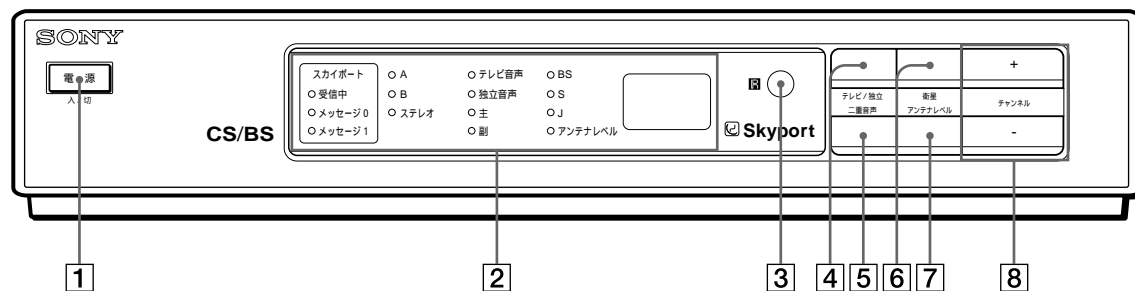 SONY
電源
入/切
CS/BS
スカイポート
受信中
メッセージ0
メッセージ1
A
B
ステレオ
テレビ音声
独立音声
主
副
BS
S
J
アンテナレベル
R
Skyport
テレビ/独立
二重音声
衛星
アンテナレベル
+
チャンネル
-
1
2
3
4
5
6
7
8